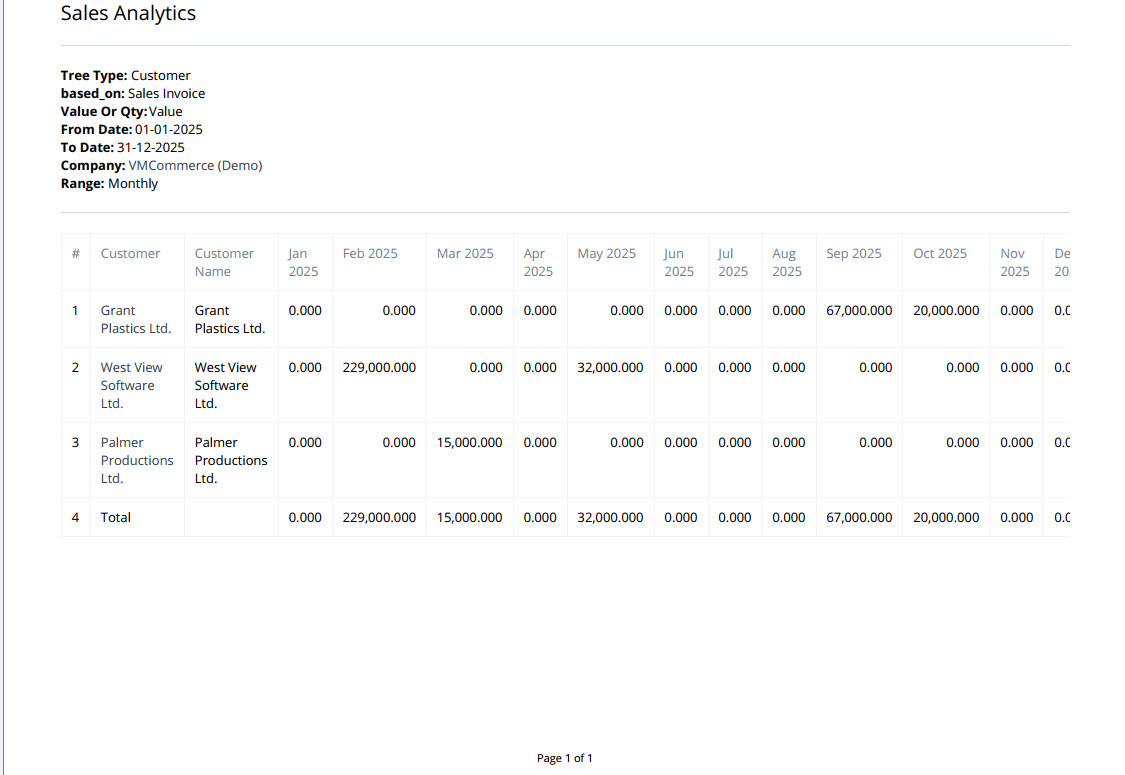 Sales Analytics
Tree Type: Customer
based_on: Sales Invoice
Value Or Qty: Value
From Date: 01-01-2025
To Date: 31-12-2025
Company: VMCommerce (Demo)
Range: Monthly
# Customer Customer Name Jan 2025 Feb 2025 Mar 2025 Apr 2025 May 2025 Jun 2025 Jul 2025 Aug 2025 Sep 2025 Oct 2025 Nov 2025
1 Grant Plastics Ltd. Grant Plastics Ltd. 0.000 0.000 0.000 0.000 0.000 0.000 0.000 0.000 67,000.000 20,000.000 0.000
2 West View Software Ltd. West View Software Ltd. 0.000 229,000.000 0.000 0.000 32,000.000 0.000 0.000 0.000 0.000 0.000 0.000
3 Palmer Productions Ltd. Palmer Productions Ltd. 0.000 0.000 15,000.000 0.000 0.000 0.000 0.000 0.000 0.000 0.000 0.000
4 Total 0.000 229,000.000 15,000.000 0.000 32,000.000 0.000 0.000 0.000 67,000.000 20,000.000 0.000
Page 1 of 1